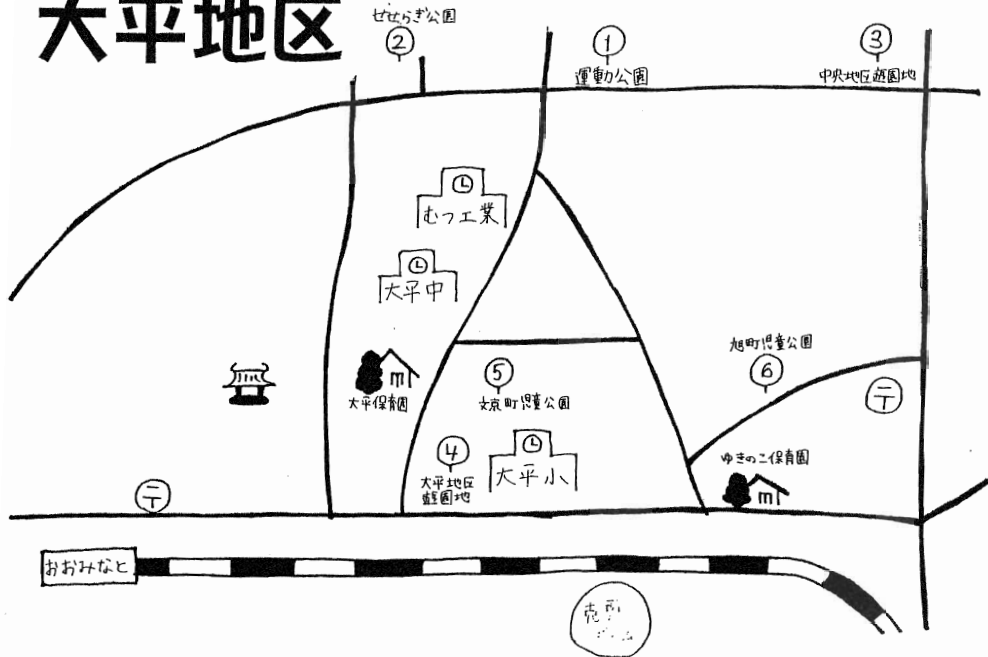 大平地区
せせらぎ公園
②
①
運動公園
③
中央地区遊園地
むつ工業
大平中
大平保育園
⑤
文京町児童公園
旭町児童公園
⑥
〒
④
大平地区
遊園地
大平小
ゆきのこ保育園
〒
おおみなと